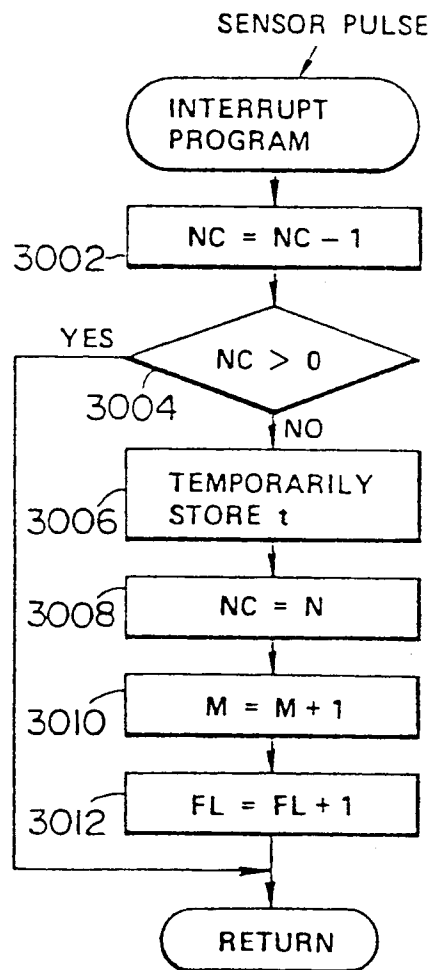 SENSOR PULSE
INTERRUPT
PROGRAM
NC = NC - 1
3002
YES
NC > 0
3004
NO
TEMPORARILY
STORE t
3006
NC = N
3008
M = M + 1
3010
FL = FL + 1
3012
RETURN